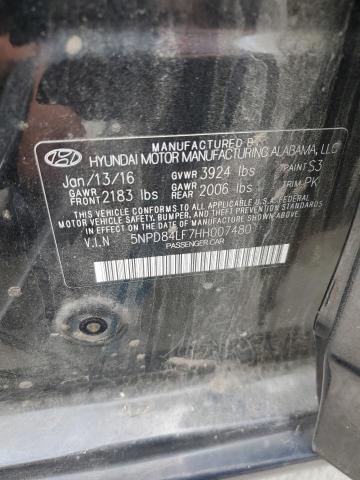 MANUFACTURED BY
HYUNDAI MOTOR MANUFACTURING ALABAMA, LLC
Jan/13/16 GVWR 3924 lbs PAINT S3
GAWR FRONT 2183 lbs GAWR REAR 2006 lbs TRIM PK
THIS VEHICLE CONFORMS TO ALL APPLICABLE U.S.A. FEDERAL
MOTOR VEHICLE SAFETY, BUMPER, AND THEFT PREVENTION
STANDARDS IN EFFECT ON THE DATE OF MANUFACTURE SHOWN ABOVE.
V.I.N 5NPD84LF7HH007480
PASSENGER CAR